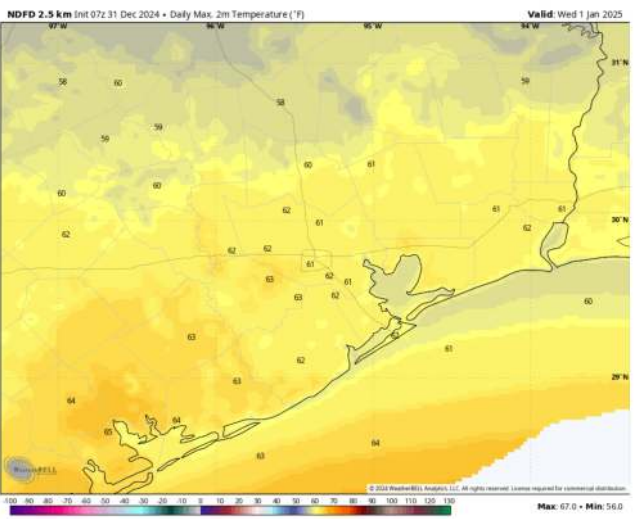 NDFD 2.5 km Init 07z 31 Dec 2024 • Daily Max. 2m Temperature (°F)
Valid: Wed 1 Jan 2025
97°W 96°W 95°W 94°W
31°N
58 60
58
59
59
60 61
60
60
62 61 61
62 61 62
30°N
62 62
61
63 62 61
63 62
60
63
62 61
29°N
63
64
64
65
64
63
WeatherBELL
© 2024 WeatherBELL Analytics, LLC. All rights reserved. License required for commercial distribution.
-100 -90 -80 -70 -60 -50 -40 -30 -20 -10 0 10 20 30 40 50 60 70 80 90 100 110 120 130
Max: 67.0 • Min: 56.0